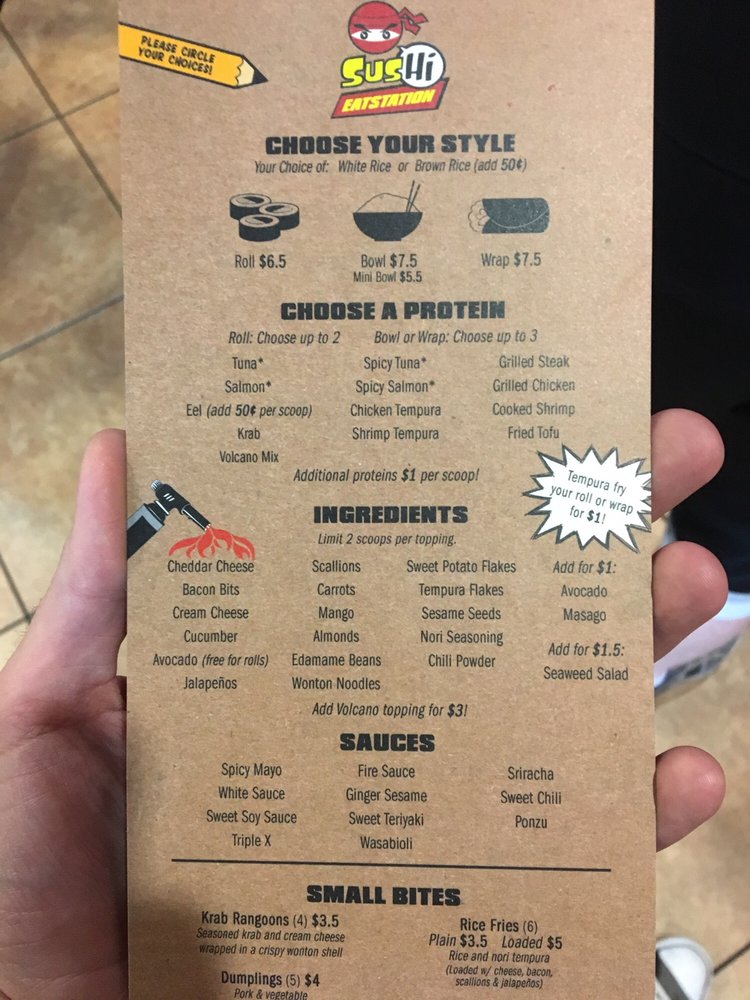 PLEASE CIRCLE
YOUR CHOICES!
SusHi
EATSTATION
CHOOSE YOUR STYLE
Your Choice of: White Rice or Brown Rice (add 50¢)
Roll $6.5
Bowl $7.5
Mini Bowl $5.5
Wrap $7.5
CHOOSE A PROTEIN
Roll: Choose up to 2 Bowl or Wrap: Choose up to 3
Tuna*
Salmon*
Eel (add 50¢ per scoop)
Krab
Volcano Mix
Spicy Tuna*
Spicy Salmon*
Chicken Tempura
Shrimp Tempura
Grilled Steak
Grilled Chicken
Cooked Shrimp
Fried Tofu
Additional proteins $1 per scoop!
Tempura fry
your roll or wrap
for $1!
INGREDIENTS
Limit 2 scoops per topping.
Cheddar Cheese
Bacon Bits
Cream Cheese
Cucumber
Avocado (free for rolls)
Jalapeños
Scallions
Carrots
Mango
Almonds
Edamame Beans
Wonton Noodles
Sweet Potato Flakes
Tempura Flakes
Sesame Seeds
Nori Seasoning
Chili Powder
Add for $1:
Avocado
Masago
Add for $1.5:
Seaweed Salad
Add Volcano topping for $3!
SAUCES
Spicy Mayo
White Sauce
Sweet Soy Sauce
Triple X
Fire Sauce
Ginger Sesame
Sweet Teriyaki
Wasabioli
Sriracha
Sweet Chili
Ponzu
SMALL BITES
Krab Rangoons (4) $3.5
Seasoned krab and cream cheese
wrapped in a crispy wonton shell
Dumplings (5) $4
Pork & vegetable
Rice Fries (6)
Plain $3.5 Loaded $5
Rice and nori tempura
(Loaded w/ cheese, bacon,
scallions & jalapeños)